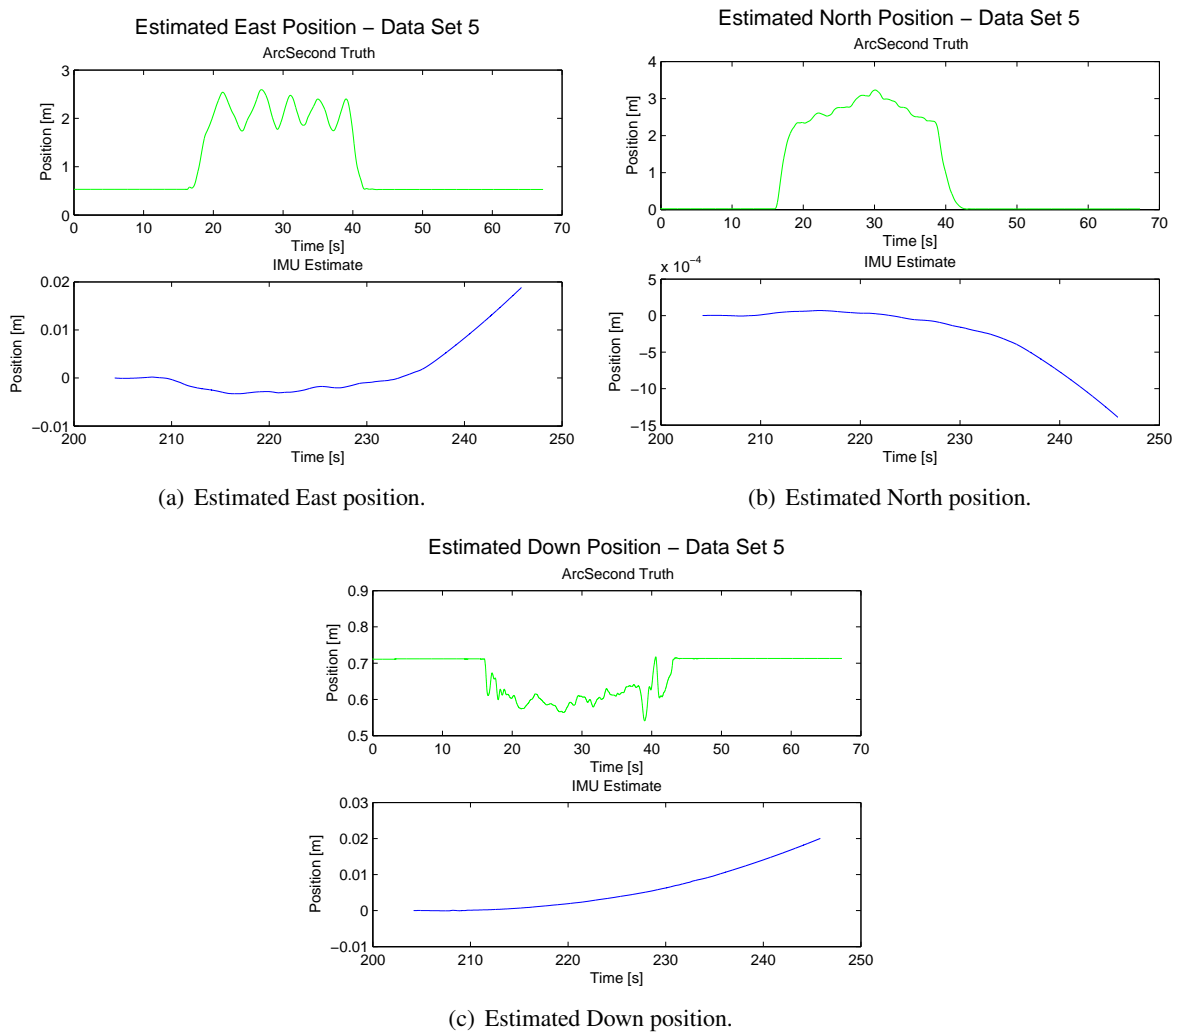 Estimated East Position – Data Set 5
ArcSecond Truth
3
2
1
0
Position [m]
0 10 20 30 40 50 60 70
Time [s]
IMU Estimate
0.02
0.01
0
−0.01
Position [m]
200 210 220 230 240 250
Time [s]
(a) Estimated East position.
Estimated North Position – Data Set 5
ArcSecond Truth
4
3
2
1
0
Position [m]
0 10 20 30 40 50 60 70
Time [s]
x 10⁻⁴
IMU Estimate
5
0
−5
−10
−15
Position [m]
200 210 220 230 240 250
Time [s]
(b) Estimated North position.
Estimated Down Position – Data Set 5
ArcSecond Truth
0.9
0.8
0.7
0.6
0.5
Position [m]
0 10 20 30 40 50 60 70
Time [s]
IMU Estimate
0.03
0.02
0.01
0
−0.01
Position [m]
200 210 220 230 240 250
Time [s]
(c) Estimated Down position.